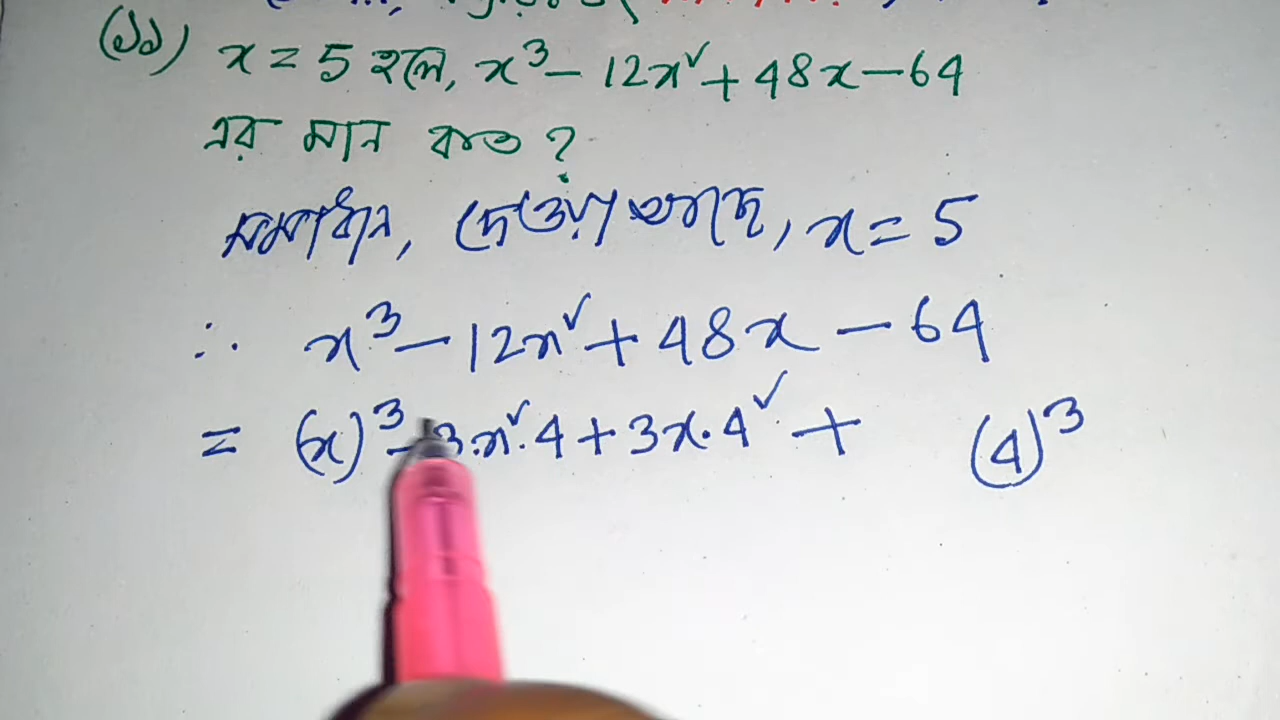 (১১) x = 5 হলে, x³ – 12x² + 48x – 64
এর মান কত ?
সমাধান, দেওয়া আছে, x = 5
∴ x³ – 12x² + 48x – 64
= (x)³ – 3.x².4 + 3x.4² + (4)³